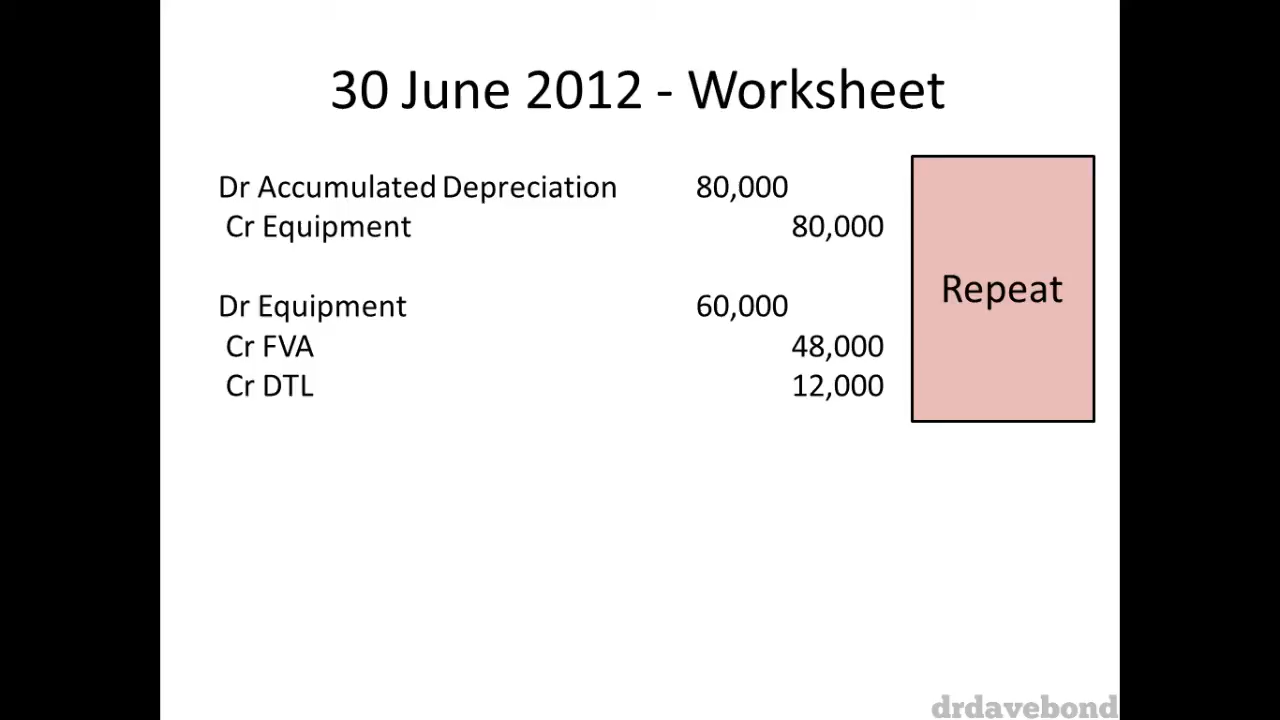 30 June 2012 - Worksheet
Dr Accumulated Depreciation 80,000
Cr Equipment 80,000
Repeat
Dr Equipment 60,000
Cr FVA 48,000
Cr DTL 12,000
drdavebond